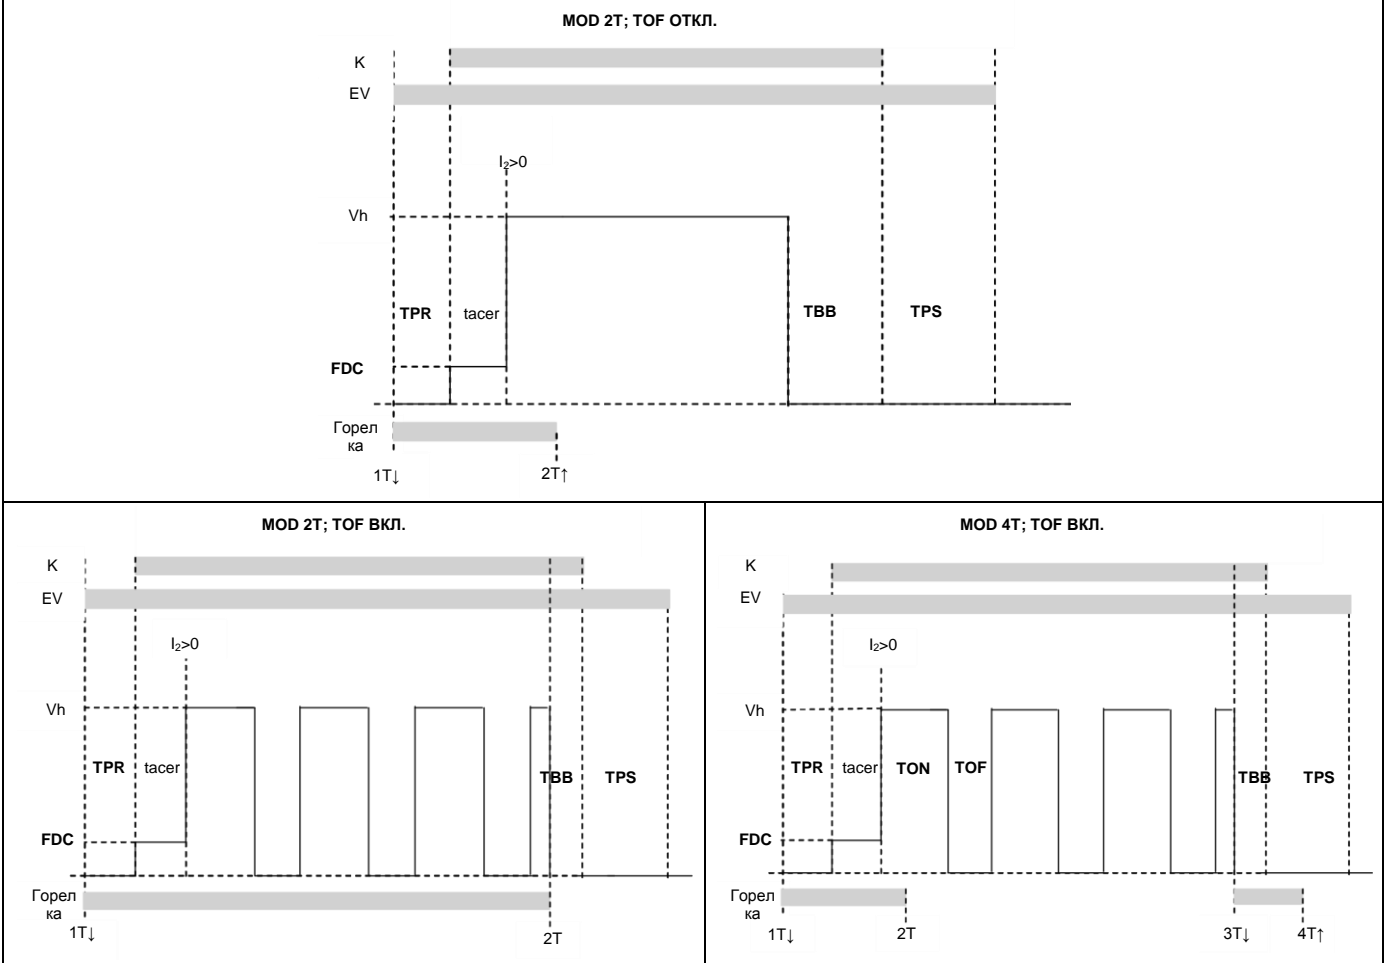 MOD 2T; TOF ОТКЛ.
K
EV
I₂>0
Vh
TPR
tacer
TBB
TPS
FDC
Горел
ка
1T↓
2T↑
MOD 2T; TOF ВКЛ.
K
EV
I₂>0
Vh
TPR
tacer
TBB
TPS
FDC
Горел
ка
1T↓
2T
MOD 4T; TOF ВКЛ.
K
EV
I₂>0
Vh
TPR
tacer
TON
TOF
TBB
TPS
FDC
Горел
ка
1T↓
2T
3T↓
4T↑